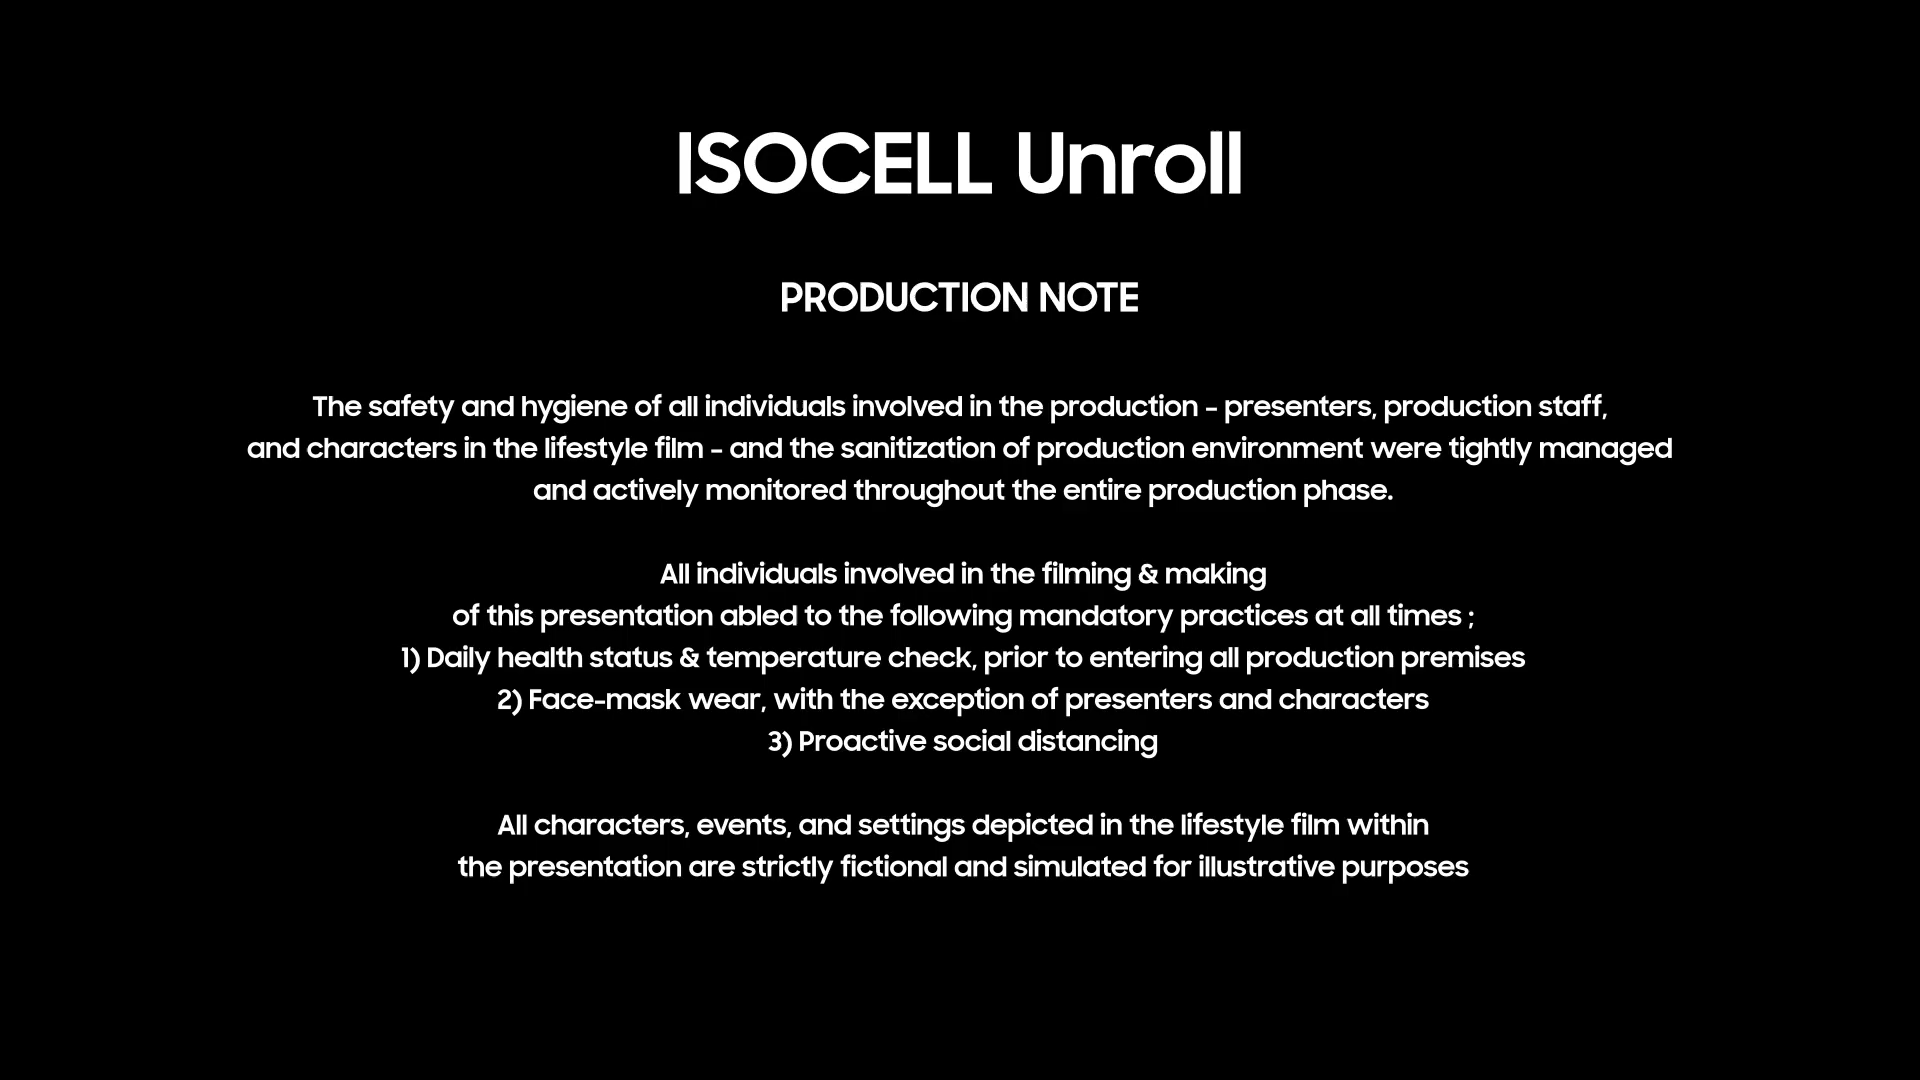 ISOCELL Unroll
PRODUCTION NOTE
The safety and hygiene of all individuals involved in the production - presenters, production staff,
and characters in the lifestyle film - and the sanitization of production environment were tightly managed
and actively monitored throughout the entire production phase.
All individuals involved in the filming & making
of this presentation abled to the following mandatory practices at all times ;
1) Daily health status & temperature check, prior to entering all production premises
2) Face-mask wear, with the exception of presenters and characters
3) Proactive social distancing
All characters, events, and settings depicted in the lifestyle film within
the presentation are strictly fictional and simulated for illustrative purposes